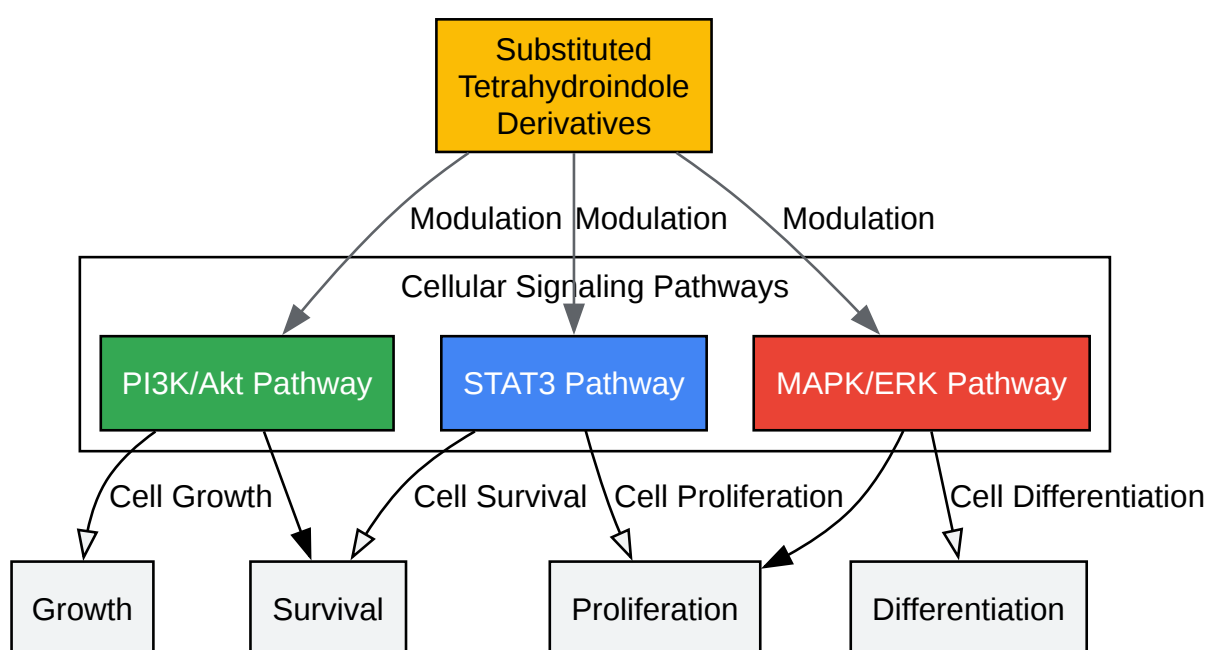 Substituted
Tetrahydroindole
Derivatives
Modulation
Modulation
Modulation
Cellular Signaling Pathways
PI3K/Akt Pathway
STAT3 Pathway
MAPK/ERK Pathway
Cell Growth
Cell Survival
Cell Proliferation
Cell Differentiation
Growth
Survival
Proliferation
Differentiation